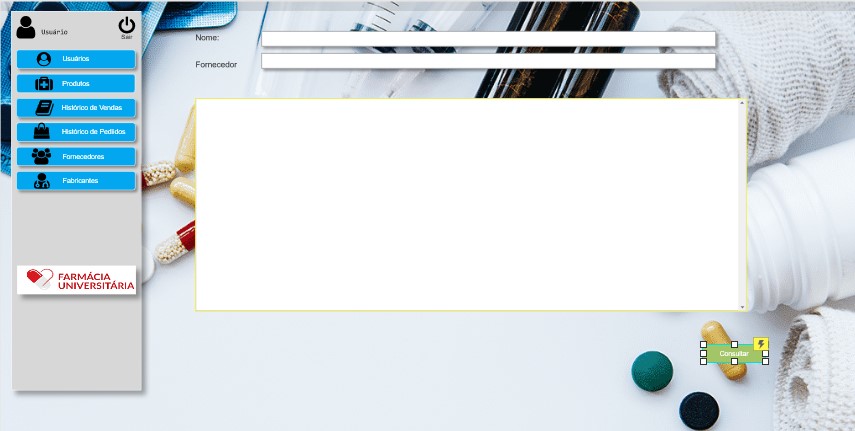 Usuário
Sair
Usuários
Produtos
Histórico de Vendas
Histórico de Pedidos
Fornecedores
Fabricantes
FARMÁCIA
UNIVERSITÁRIA
Nome:
Fornecedor
Consultar